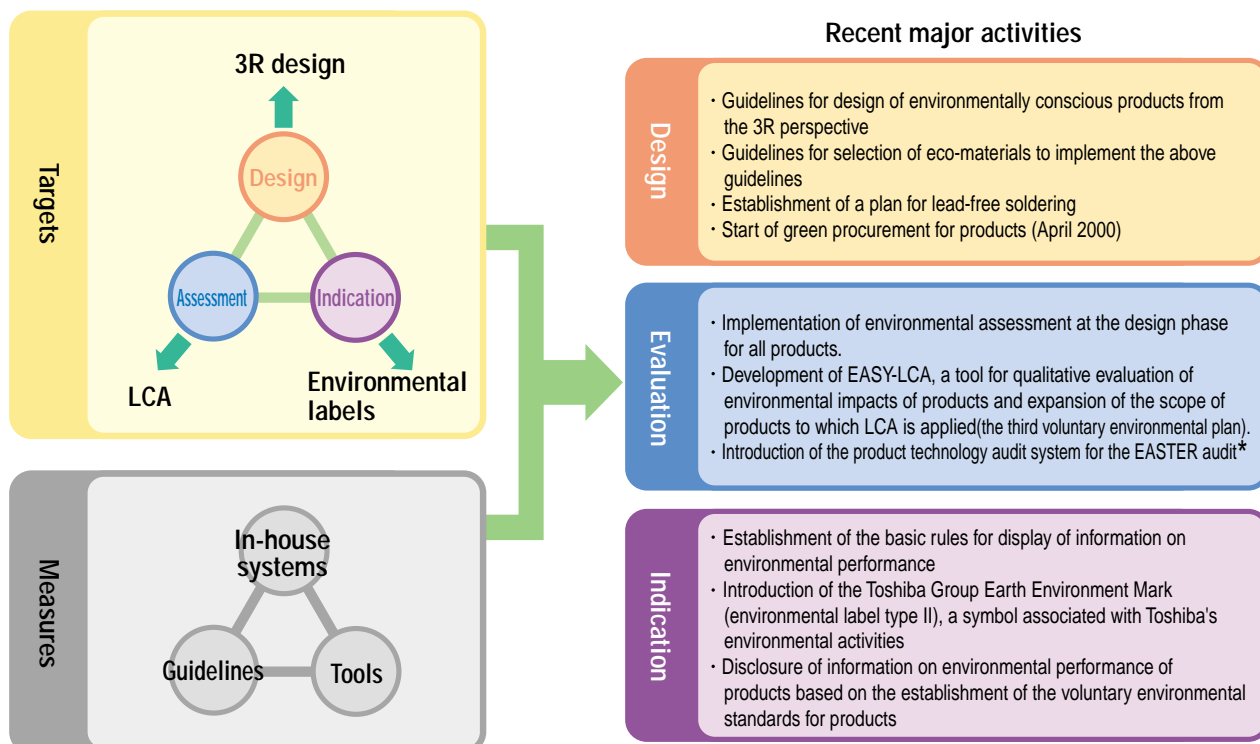 Targets
3R design
Design
Assessment
Indication
LCA
Environmental
labels
Measures
In-house
systems
Guidelines
Tools
Recent major activities
Design
・Guidelines for design of environmentally conscious products from
the 3R perspective
・Guidelines for selection of eco-materials to implement the above
guidelines
・Establishment of a plan for lead-free soldering
・Start of green procurement for products (April 2000)
Evaluation
・Implementation of environmental assessment at the design phase
for all products.
・Development of EASY-LCA, a tool for qualitative evaluation of
environmental impacts of products and expansion of the scope of
products to which LCA is applied(the third voluntary environmental plan).
・Introduction of the product technology audit system for the EASTER audit*
Indication
・Establishment of the basic rules for display of information on
environmental performance
・Introduction of the Toshiba Group Earth Environment Mark
(environmental label type II), a symbol associated with Toshiba's
environmental activities
・Disclosure of information on environmental performance of
products based on the establishment of the voluntary environmental
standards for products